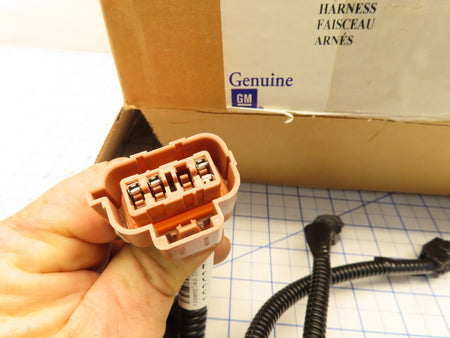 HARNESS
FAISCEAU
ARNÉS
Genuine
GM